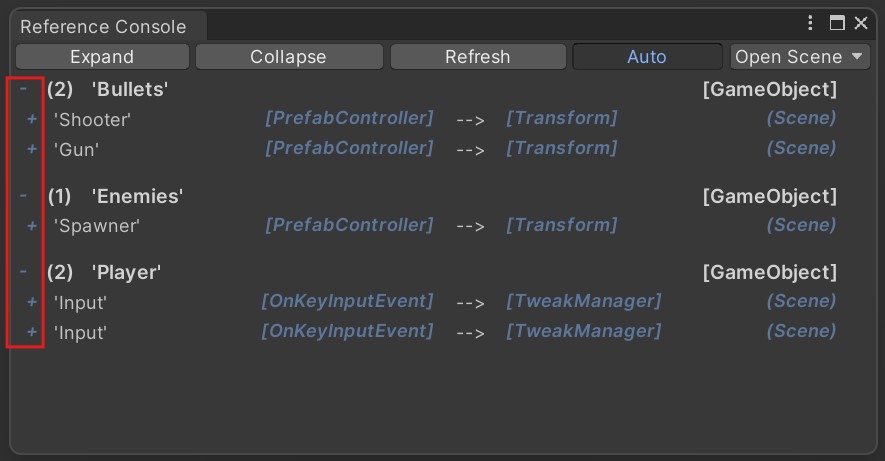 Reference Console
Expand Collapse Refresh Auto Open Scene
- (2) 'Bullets' [GameObject]
+ 'Shooter' [PrefabController] --> [Transform] (Scene)
+ 'Gun' [PrefabController] --> [Transform] (Scene)
- (1) 'Enemies' [GameObject]
+ 'Spawner' [PrefabController] --> [Transform] (Scene)
- (2) 'Player' [GameObject]
+ 'Input' [OnKeyInputEvent] --> [TweakManager] (Scene)
+ 'Input' [OnKeyInputEvent] --> [TweakManager] (Scene)